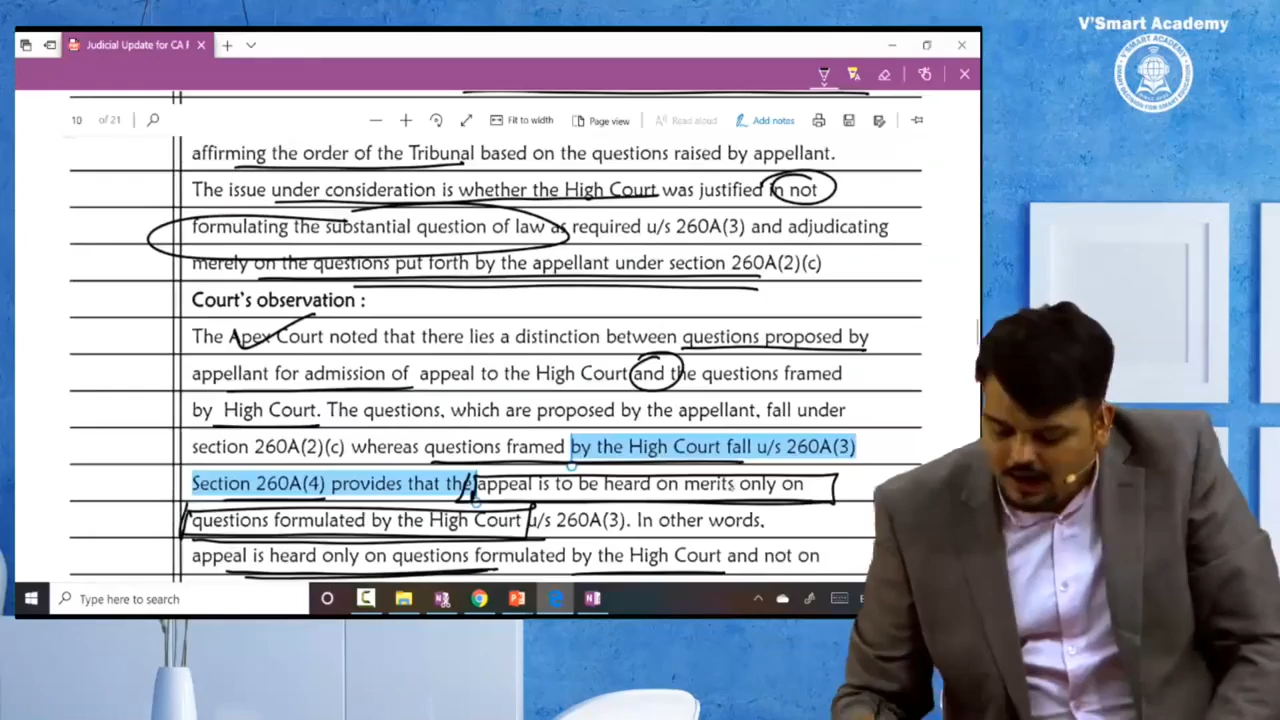 V'Smart Academy
Judicial Update for CA F
10 of 21
Fit to width
Page view
Read aloud
Add notes
affirming the order of the Tribunal based on the questions raised by appellant.
The issue under consideration is whether the High Court was justified in not
formulating the substantial question of law as required u/s 260A(3) and adjudicating
merely on the questions put forth by the appellant under section 260A(2)(c)
Court's observation :
The Apex Court noted that there lies a distinction between questions proposed by
appellant for admission of appeal to the High Court and the questions framed
by High Court. The questions, which are proposed by the appellant, fall under
section 260A(2)(c) whereas questions framed by the High Court fall u/s 260A(3)
Section 260A(4) provides that the appeal is to be heard on merits only on
questions formulated by the High Court u/s 260A(3). In other words,
appeal is heard only on questions formulated by the High Court and not on
Type here to search